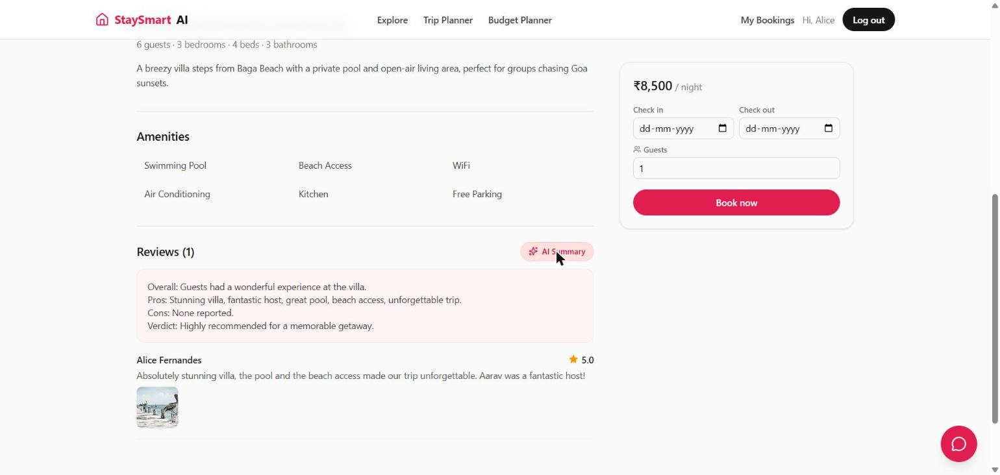 StaySmart AI
Explore Trip Planner Budget Planner
My Bookings Hi, Alice Log out
6 guests · 3 bedrooms · 4 beds · 3 bathrooms
A breezy villa steps from Baga Beach with a private pool and open-air living area, perfect for groups chasing Goa
sunsets.
Amenities
Swimming Pool Beach Access WiFi
Air Conditioning Kitchen Free Parking
Reviews (1)
AI Summary
Overall: Guests had a wonderful experience at the villa.
Pros: Stunning villa, fantastic host, great pool, beach access, unforgettable trip.
Cons: None reported.
Verdict: Highly recommended for a memorable getaway.
Alice Fernandes
5.0
Absolutely stunning villa, the pool and the beach access made our trip unforgettable. Aarav was a fantastic host!
₹8,500 / night
Check in Check out
dd-mm-yyyy dd-mm-yyyy
Guests
1
Book now